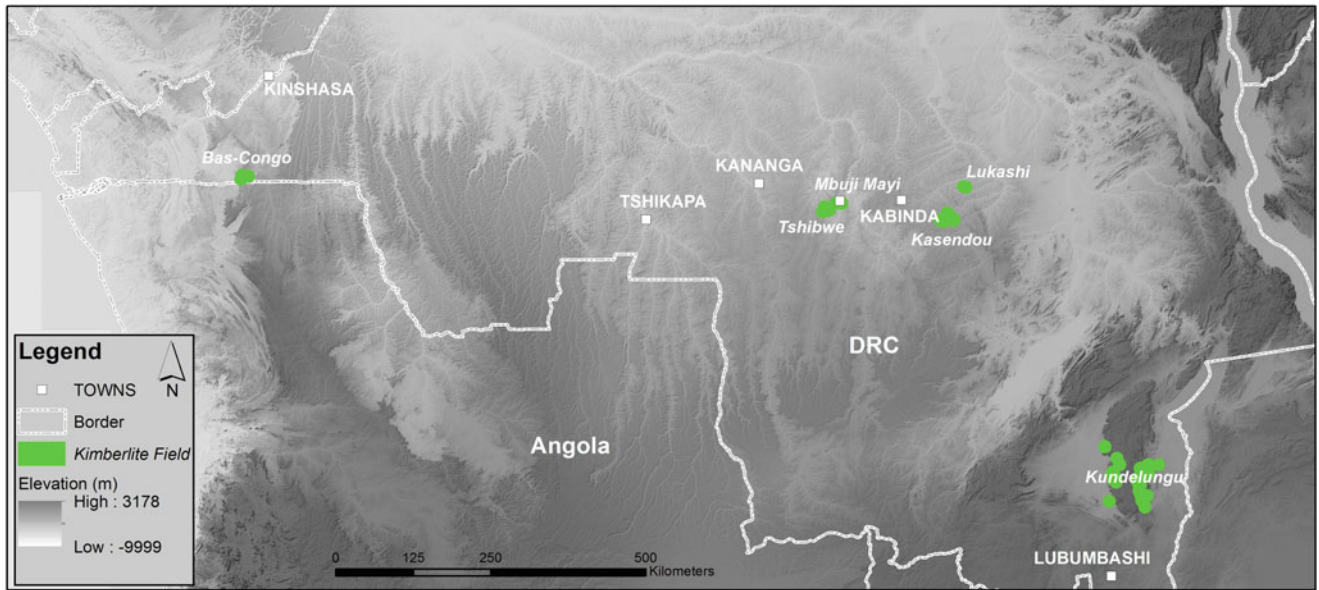 KINSHASA
Bas-Congo
KANANGA
Mbuji Mayi
Lukashi
TSHIKAPA
Tshibwe
KABINDA
Kasendou
DRC
Angola
Kundelungu
LUBUMBASHI
Legend
N
TOWNS
Border
Kimberlite Field
Elevation (m)
High : 3178
Low : -9999
0 125 250 500
Kilometers